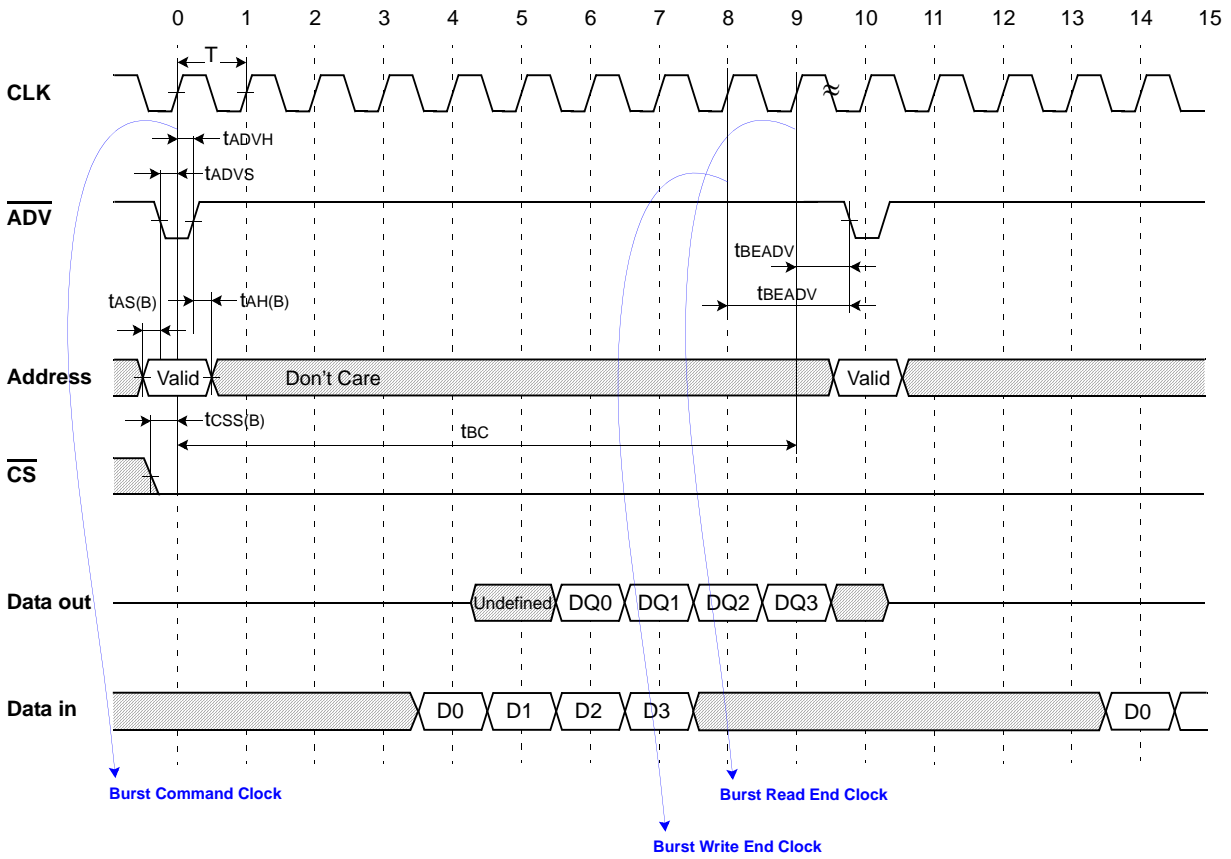 0 1 2 3 4 5 6 7 8 9 10 11 12 13 14 15
T
CLK
tADVH
tADVS
ADV
tBEADV
tAS(B) tAH(B) tBEADV
Address Valid Don't Care Valid
tCSS(B)
tBC
CS
Data out Undefined DQ0 DQ1 DQ2 DQ3
Data in D0 D1 D2 D3 D0
Burst Command Clock Burst Read End Clock
Burst Write End Clock